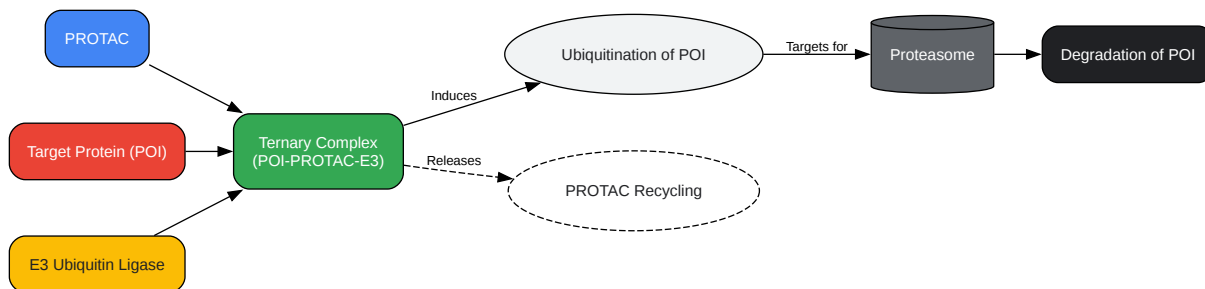 PROTAC
Target Protein (POI)
E3 Ubiquitin Ligase
Ternary Complex
(POI-PROTAC-E3)
Induces
Releases
Ubiquitination of POI
PROTAC Recycling
Targets for
Proteasome
Degradation of POI